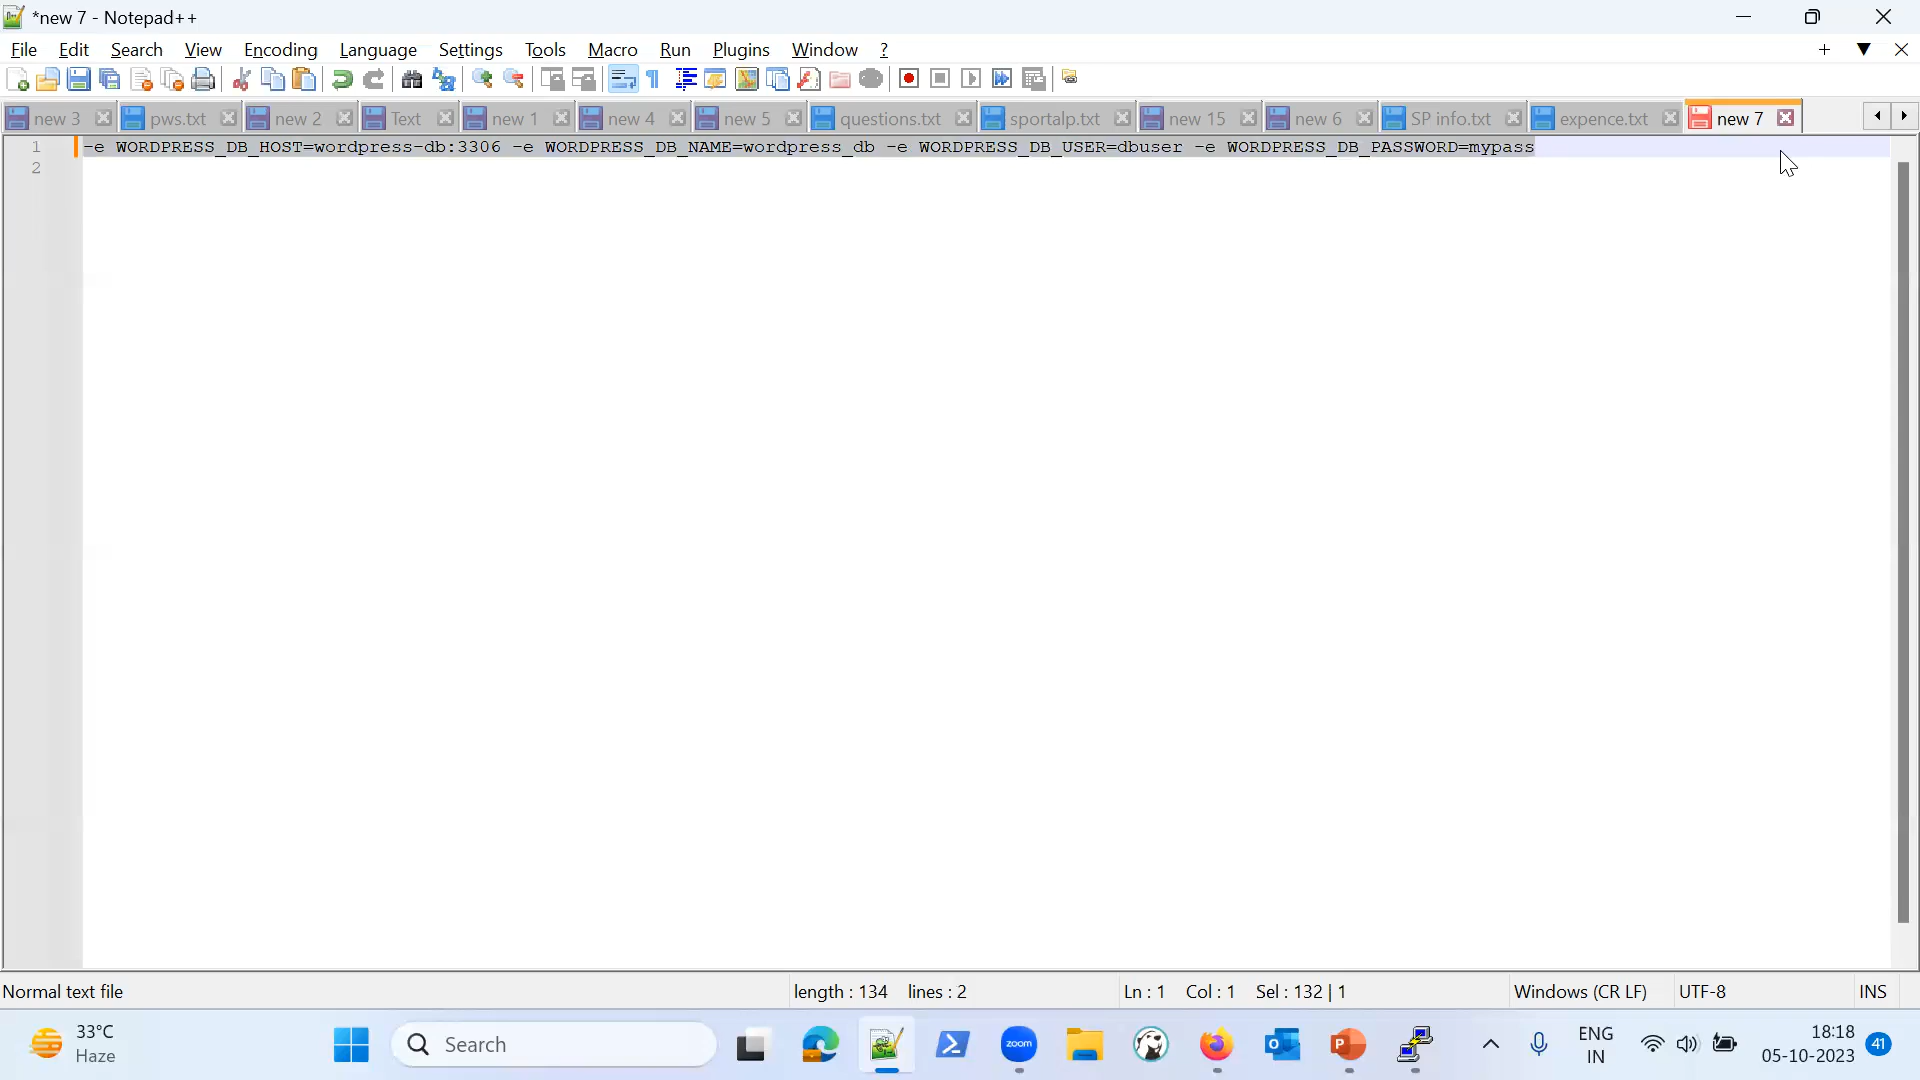 *new 7 - Notepad++
File Edit Search View Encoding Language Settings Tools Macro Run Plugins Window ?
new 3 pws.txt new 2 Text new 1 new 4 new 5 questions.txt sportalp.txt new 15 new 6 SP info.txt expence.txt new 7
1 -e WORDPRESS_DB_HOST=wordpress-db:3306 -e WORDPRESS_DB_NAME=wordpress_db -e WORDPRESS_DB_USER=dbuser -e WORDPRESS_DB_PASSWORD=mypass
2
Normal text file length : 134 lines : 2 Ln : 1 Col : 1 Sel : 132 | 1 Windows (CR LF) UTF-8 INS
33°C
Haze
Search
zoom
ENG
IN
18:18
05-10-2023
41